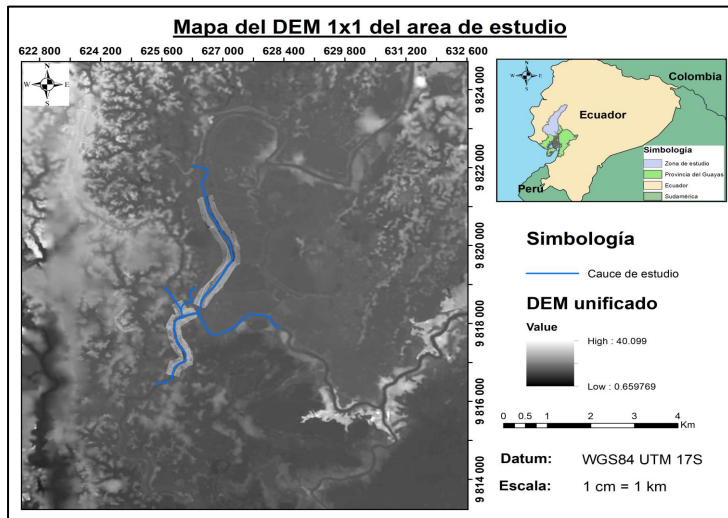 Mapa del DEM 1x1 del area de estudio
622 800 624 200 625 600 627 000 628 400 629 800 631 200 632 600
N
W E
S
9 824 000
9 822 000
9 820 000
9 818 000
9 816 000
9 814 000
N
W E
S
Colombia
Ecuador
Perú
Simbología
Zona de estudio
Provincia del Guayas
Ecuador
Sudamérica
Simbología
Cauce de estudio
DEM unificado
Value
High : 40.099
Low : 0.659769
0 0.5 1 2 3 4
Km
Datum: WGS84 UTM 17S
Escala: 1 cm = 1 km